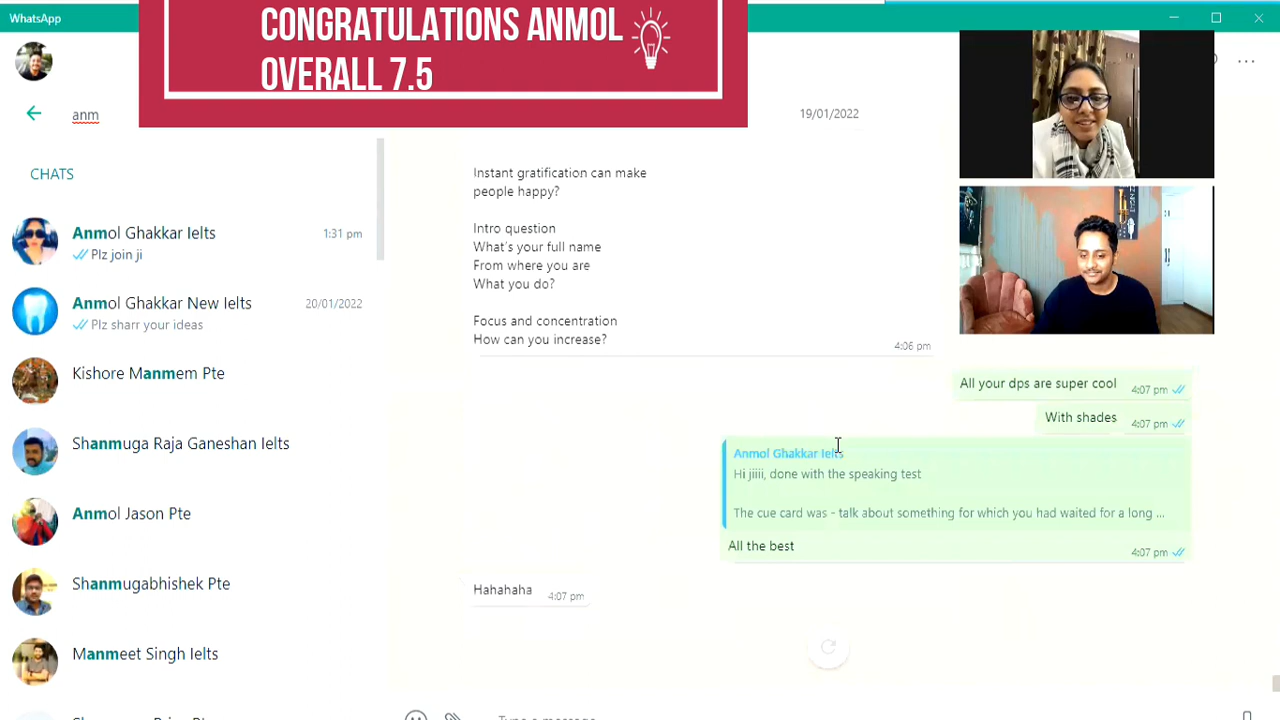 WhatsApp
CONGRATULATIONS ANMOL
OVERALL 7.5
anm
CHATS
Anmol Ghakkar Ielts
1:31 pm
Plz join ji
Anmol Ghakkar New Ielts
20/01/2022
Plz sharr your ideas
Kishore Manmem Pte
Shanmuga Raja Ganeshan Ielts
Anmol Jason Pte
Shanmugabhishek Pte
Manmeet Singh Ielts
19/01/2022
Instant gratification can make
people happy?
Intro question
What's your full name
From where you are
What you do?
Focus and concentration
How can you increase?
4:06 pm
All your dps are super cool
4:07 pm
With shades
4:07 pm
Anmol Ghakkar Ielts
Hi jiiii, done with the speaking test
The cue card was - talk about something for which you had waited for a long ...
All the best
4:07 pm
Hahahaha
4:07 pm
Type a message